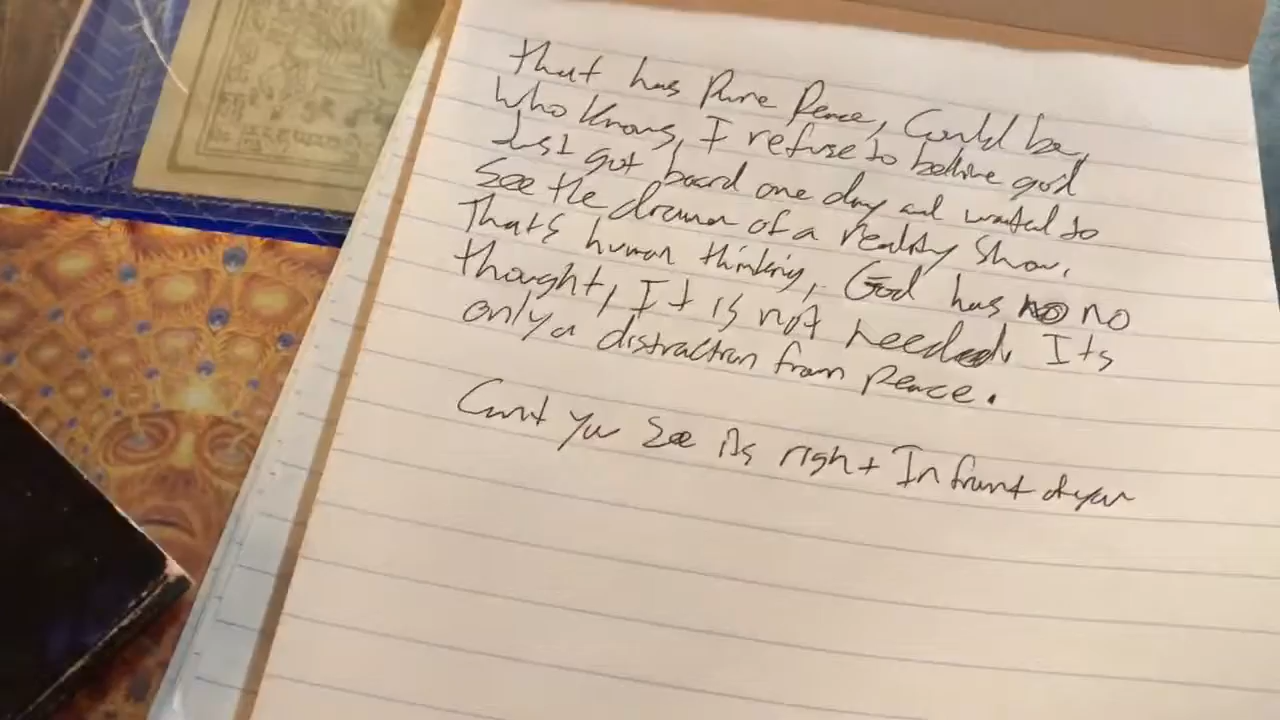 that has Pure Peace, Could be,
Who Knows, I refuse to believe god
Just got board one day and wanted to
See the drama of a reality Show.
That's human thinking, God has no no
thought, It is not needed. Its
only a distraction from peace.
Cant you see its right In front of you